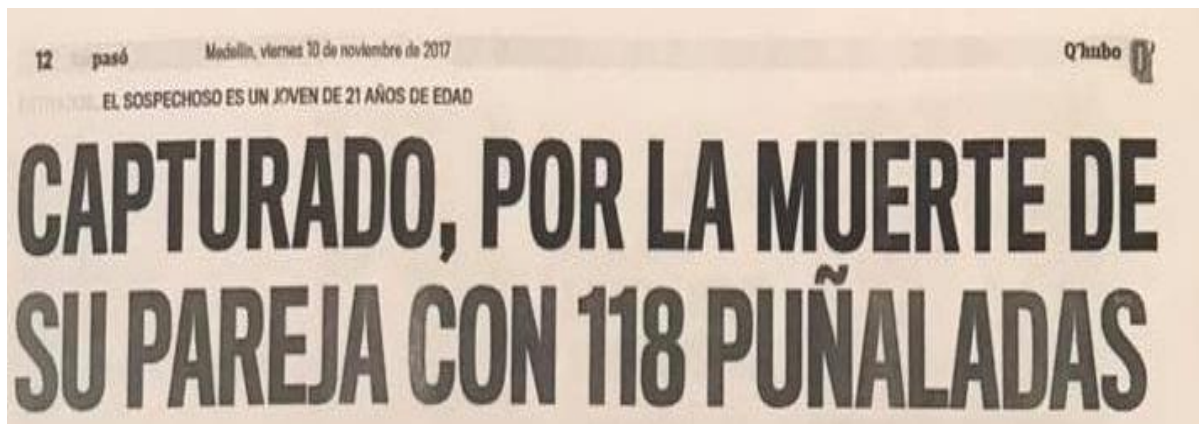 12 pasó Medellín, viernes 10 de noviembre de 2017 Q'hubo Q'
EL SOSPECHOSO ES UN JOVEN DE 21 AÑOS DE EDAD
CAPTURADO, POR LA MUERTE DE
SU PAREJA CON 118 PUÑALADAS